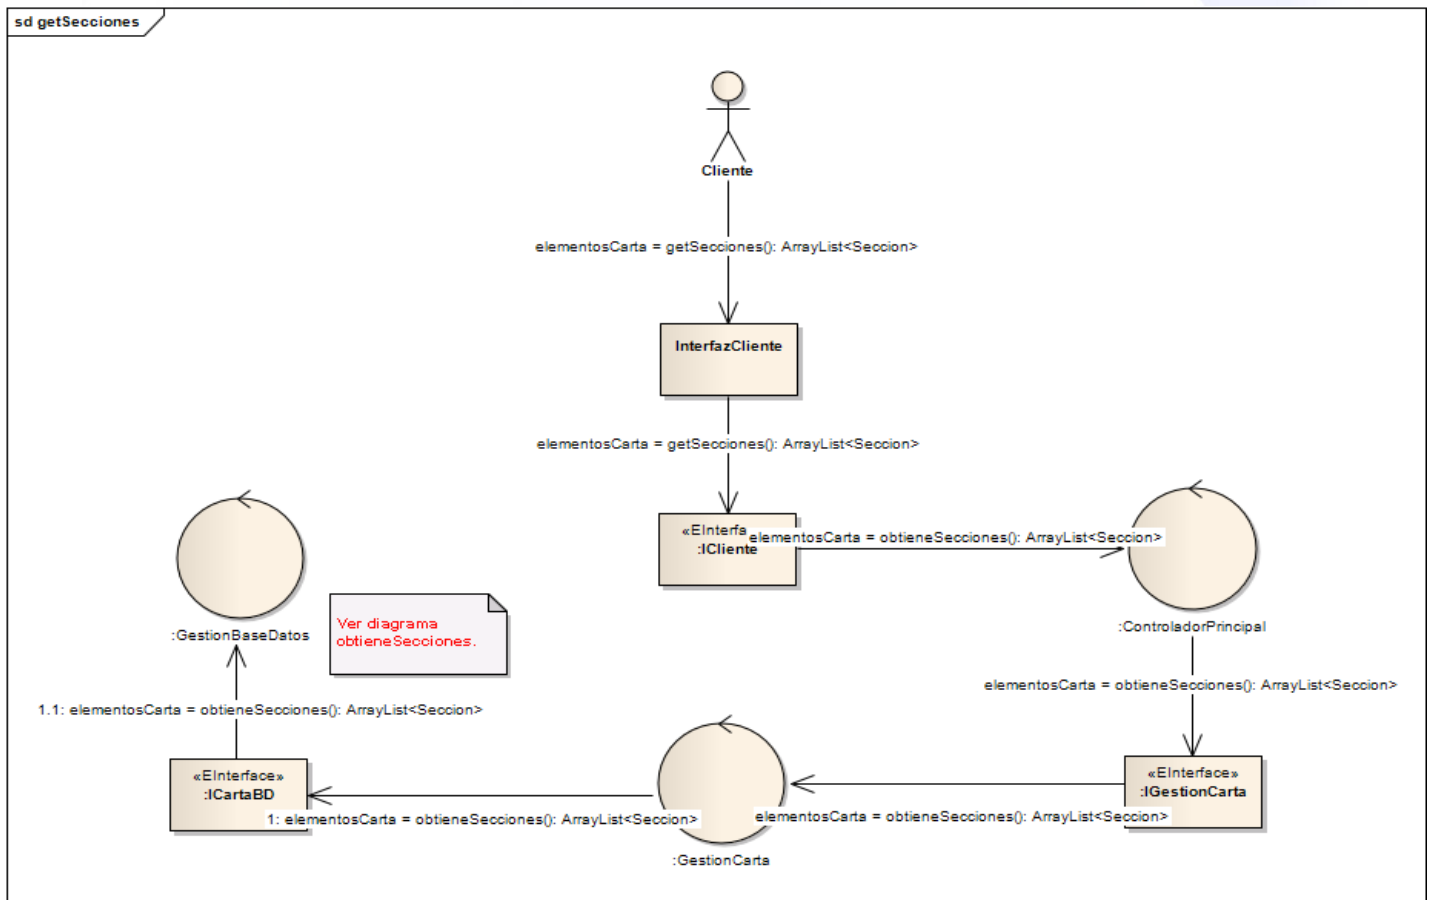 sd getSecciones
Cliente
elementosCarta = getSecciones(): ArrayList<Seccion>
InterfazCliente
elementosCarta = getSecciones(): ArrayList<Seccion>
«EInterfa
:ICliente
elementosCarta = obtieneSecciones(): ArrayList<Seccion>
:ControladorPrincipal
elementosCarta = obtieneSecciones(): ArrayList<Seccion>
«EInterface»
:IGestionCarta
elementosCarta = obtieneSecciones(): ArrayList<Seccion>
:GestionCarta
1: elementosCarta = obtieneSecciones(): ArrayList<Seccion>
«EInterface»
:ICartaBD
1.1: elementosCarta = obtieneSecciones(): ArrayList<Seccion>
:GestionBaseDatos
Ver diagrama
obtieneSecciones.